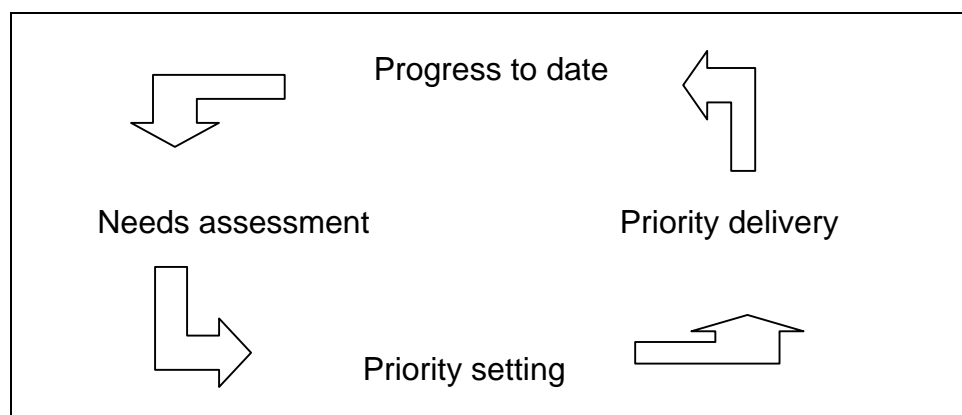 Progress to date
Needs assessment
Priority delivery
Priority setting